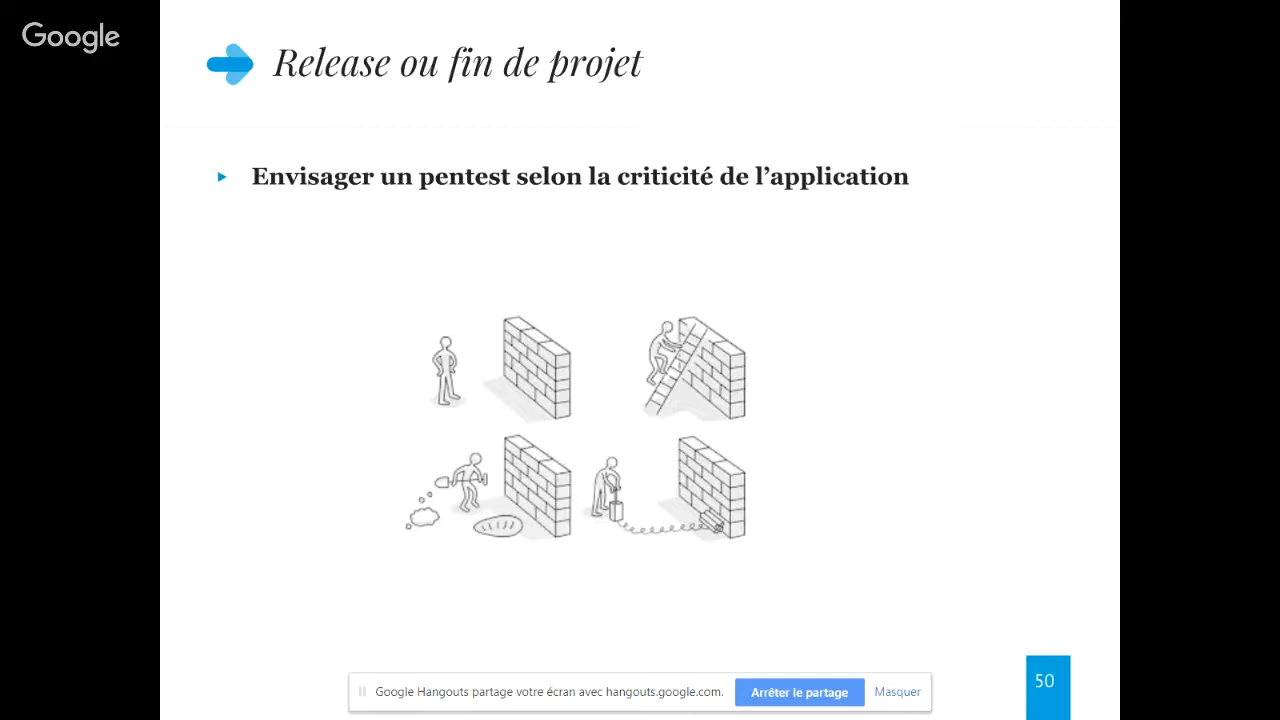 Google
Release ou fin de projet
Envisager un pentest selon la criticité de l'application
Google Hangouts partage votre écran avec hangouts.google.com. Arrêter le partage Masquer
50